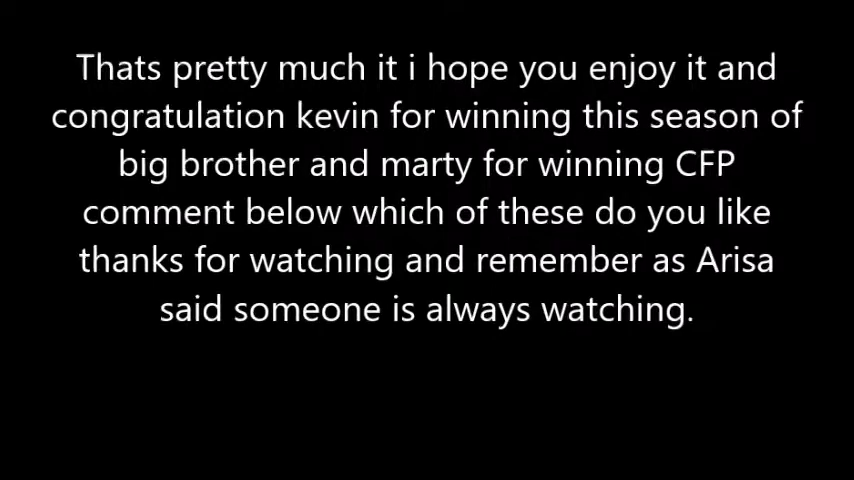 Thats pretty much it i hope you enjoy it and
congratulation kevin for winning this season of
big brother and marty for winning CFP
comment below which of these do you like
thanks for watching and remember as Arisa
said someone is always watching.